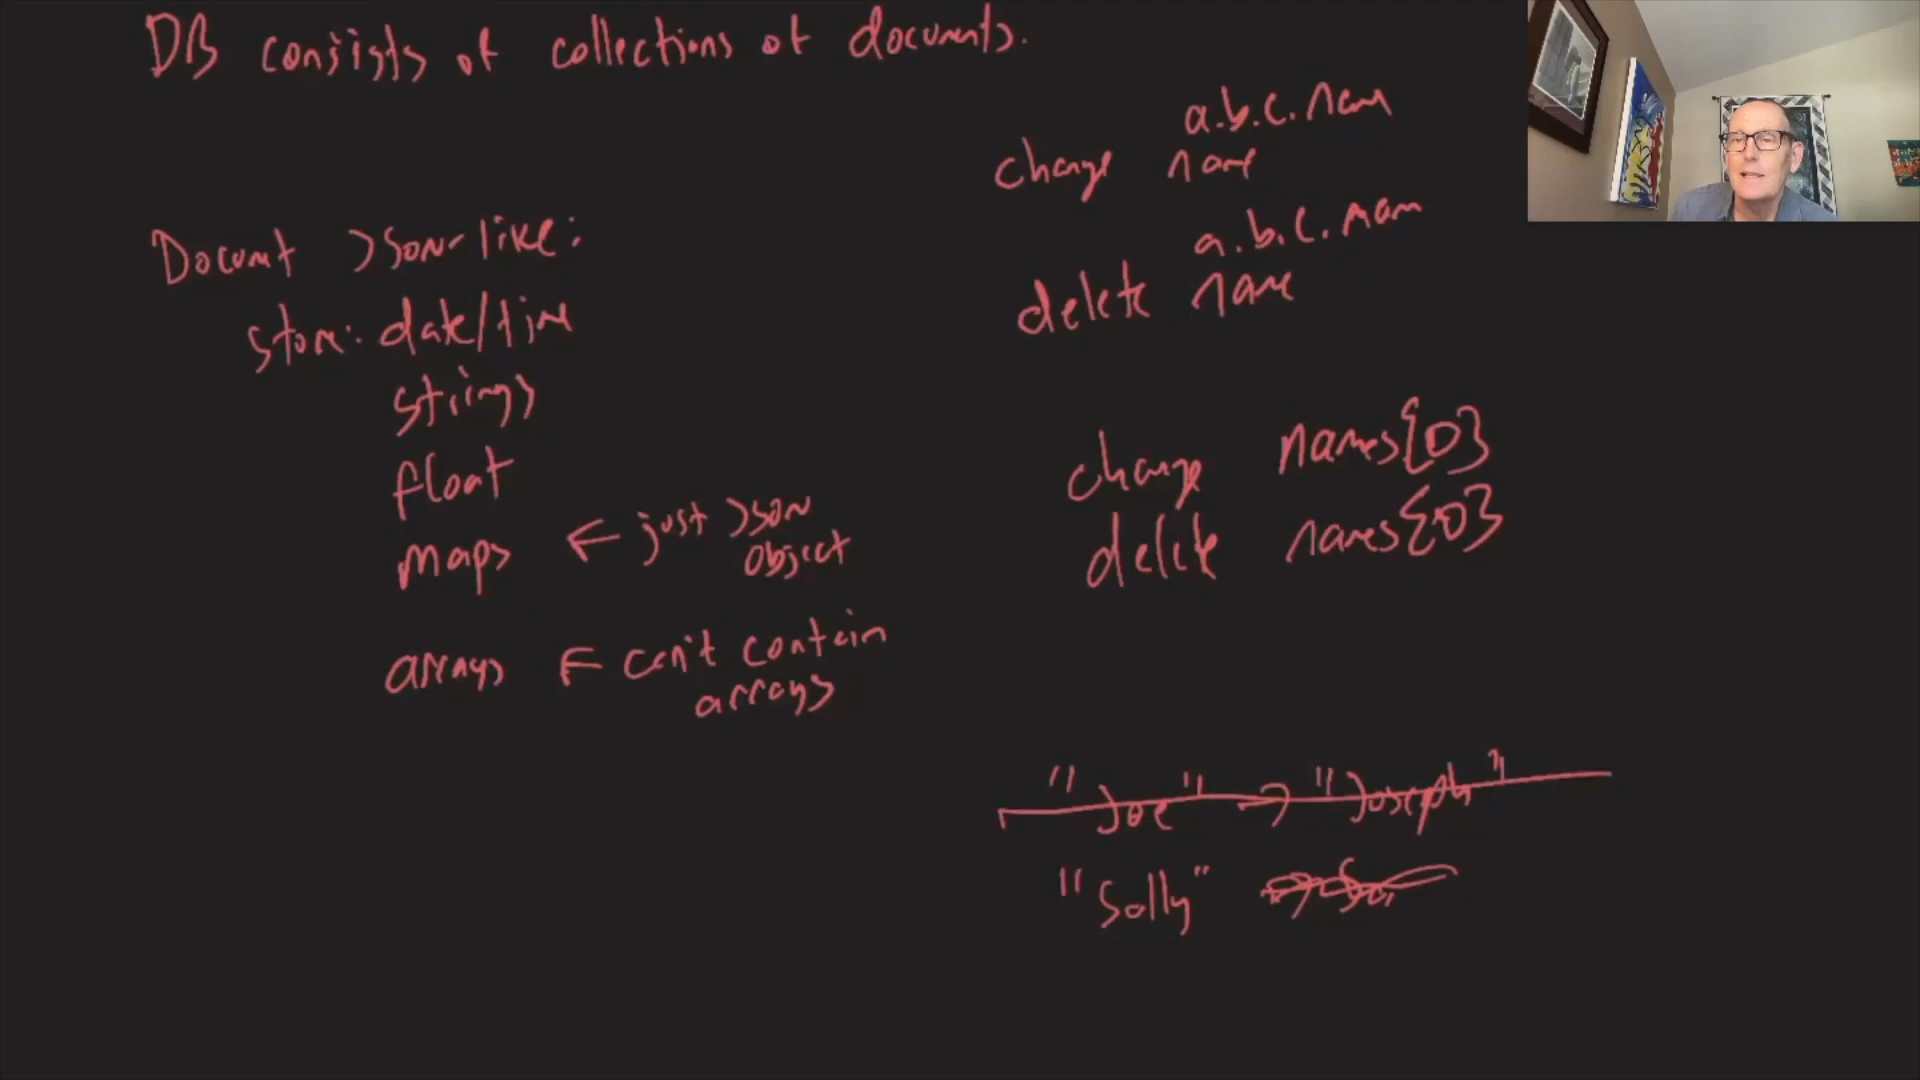 DB consists of collections of documents.
Document JSON-like:
store: date/time
strings
float
maps ← just JSON
object
arrays ← can't contain
arrays
a.b.c.name
change name
a.b.c.name
delete name
change names[0]
delete names[0]
"Joe" → "Joseph"
"Sally"